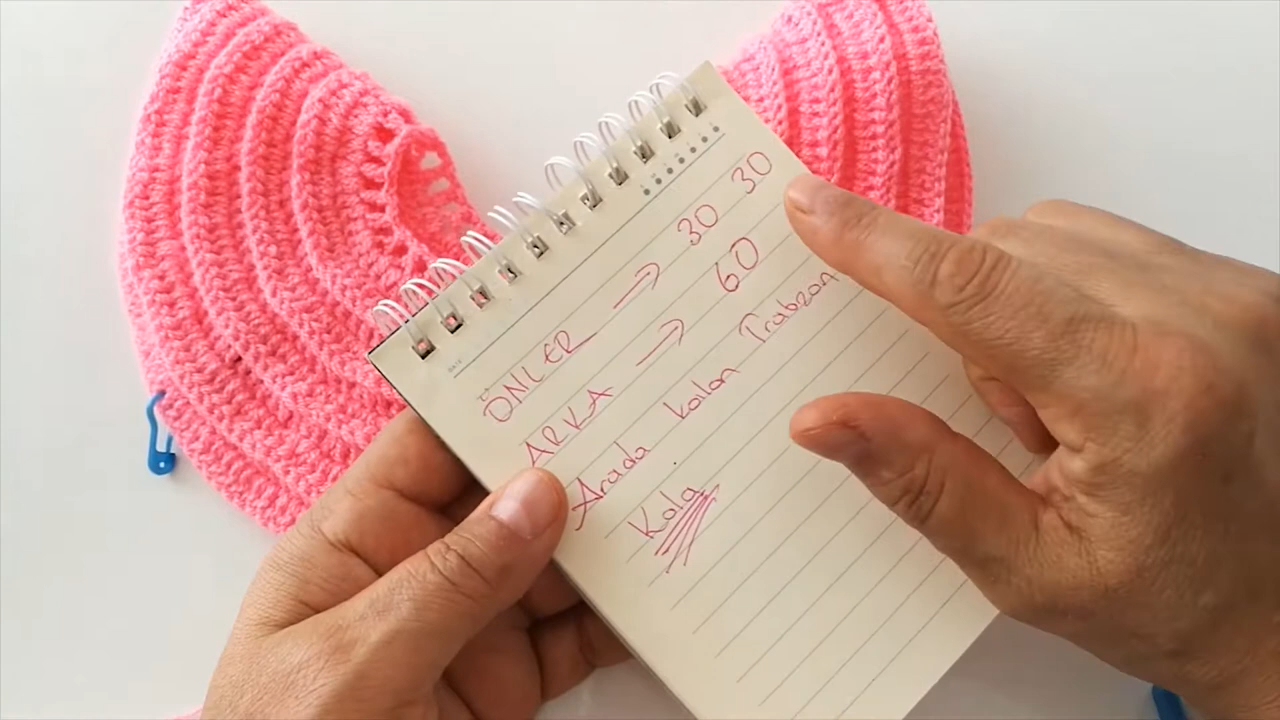 ÖNLER → 30 30
ARKA → 60
Arada kalan Trabzan
Kola